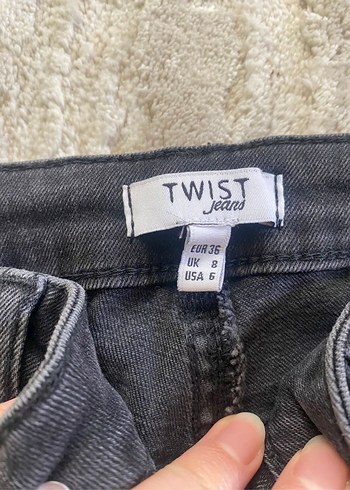 TWIST
jeans
EUR 36
UK 8
USA 6